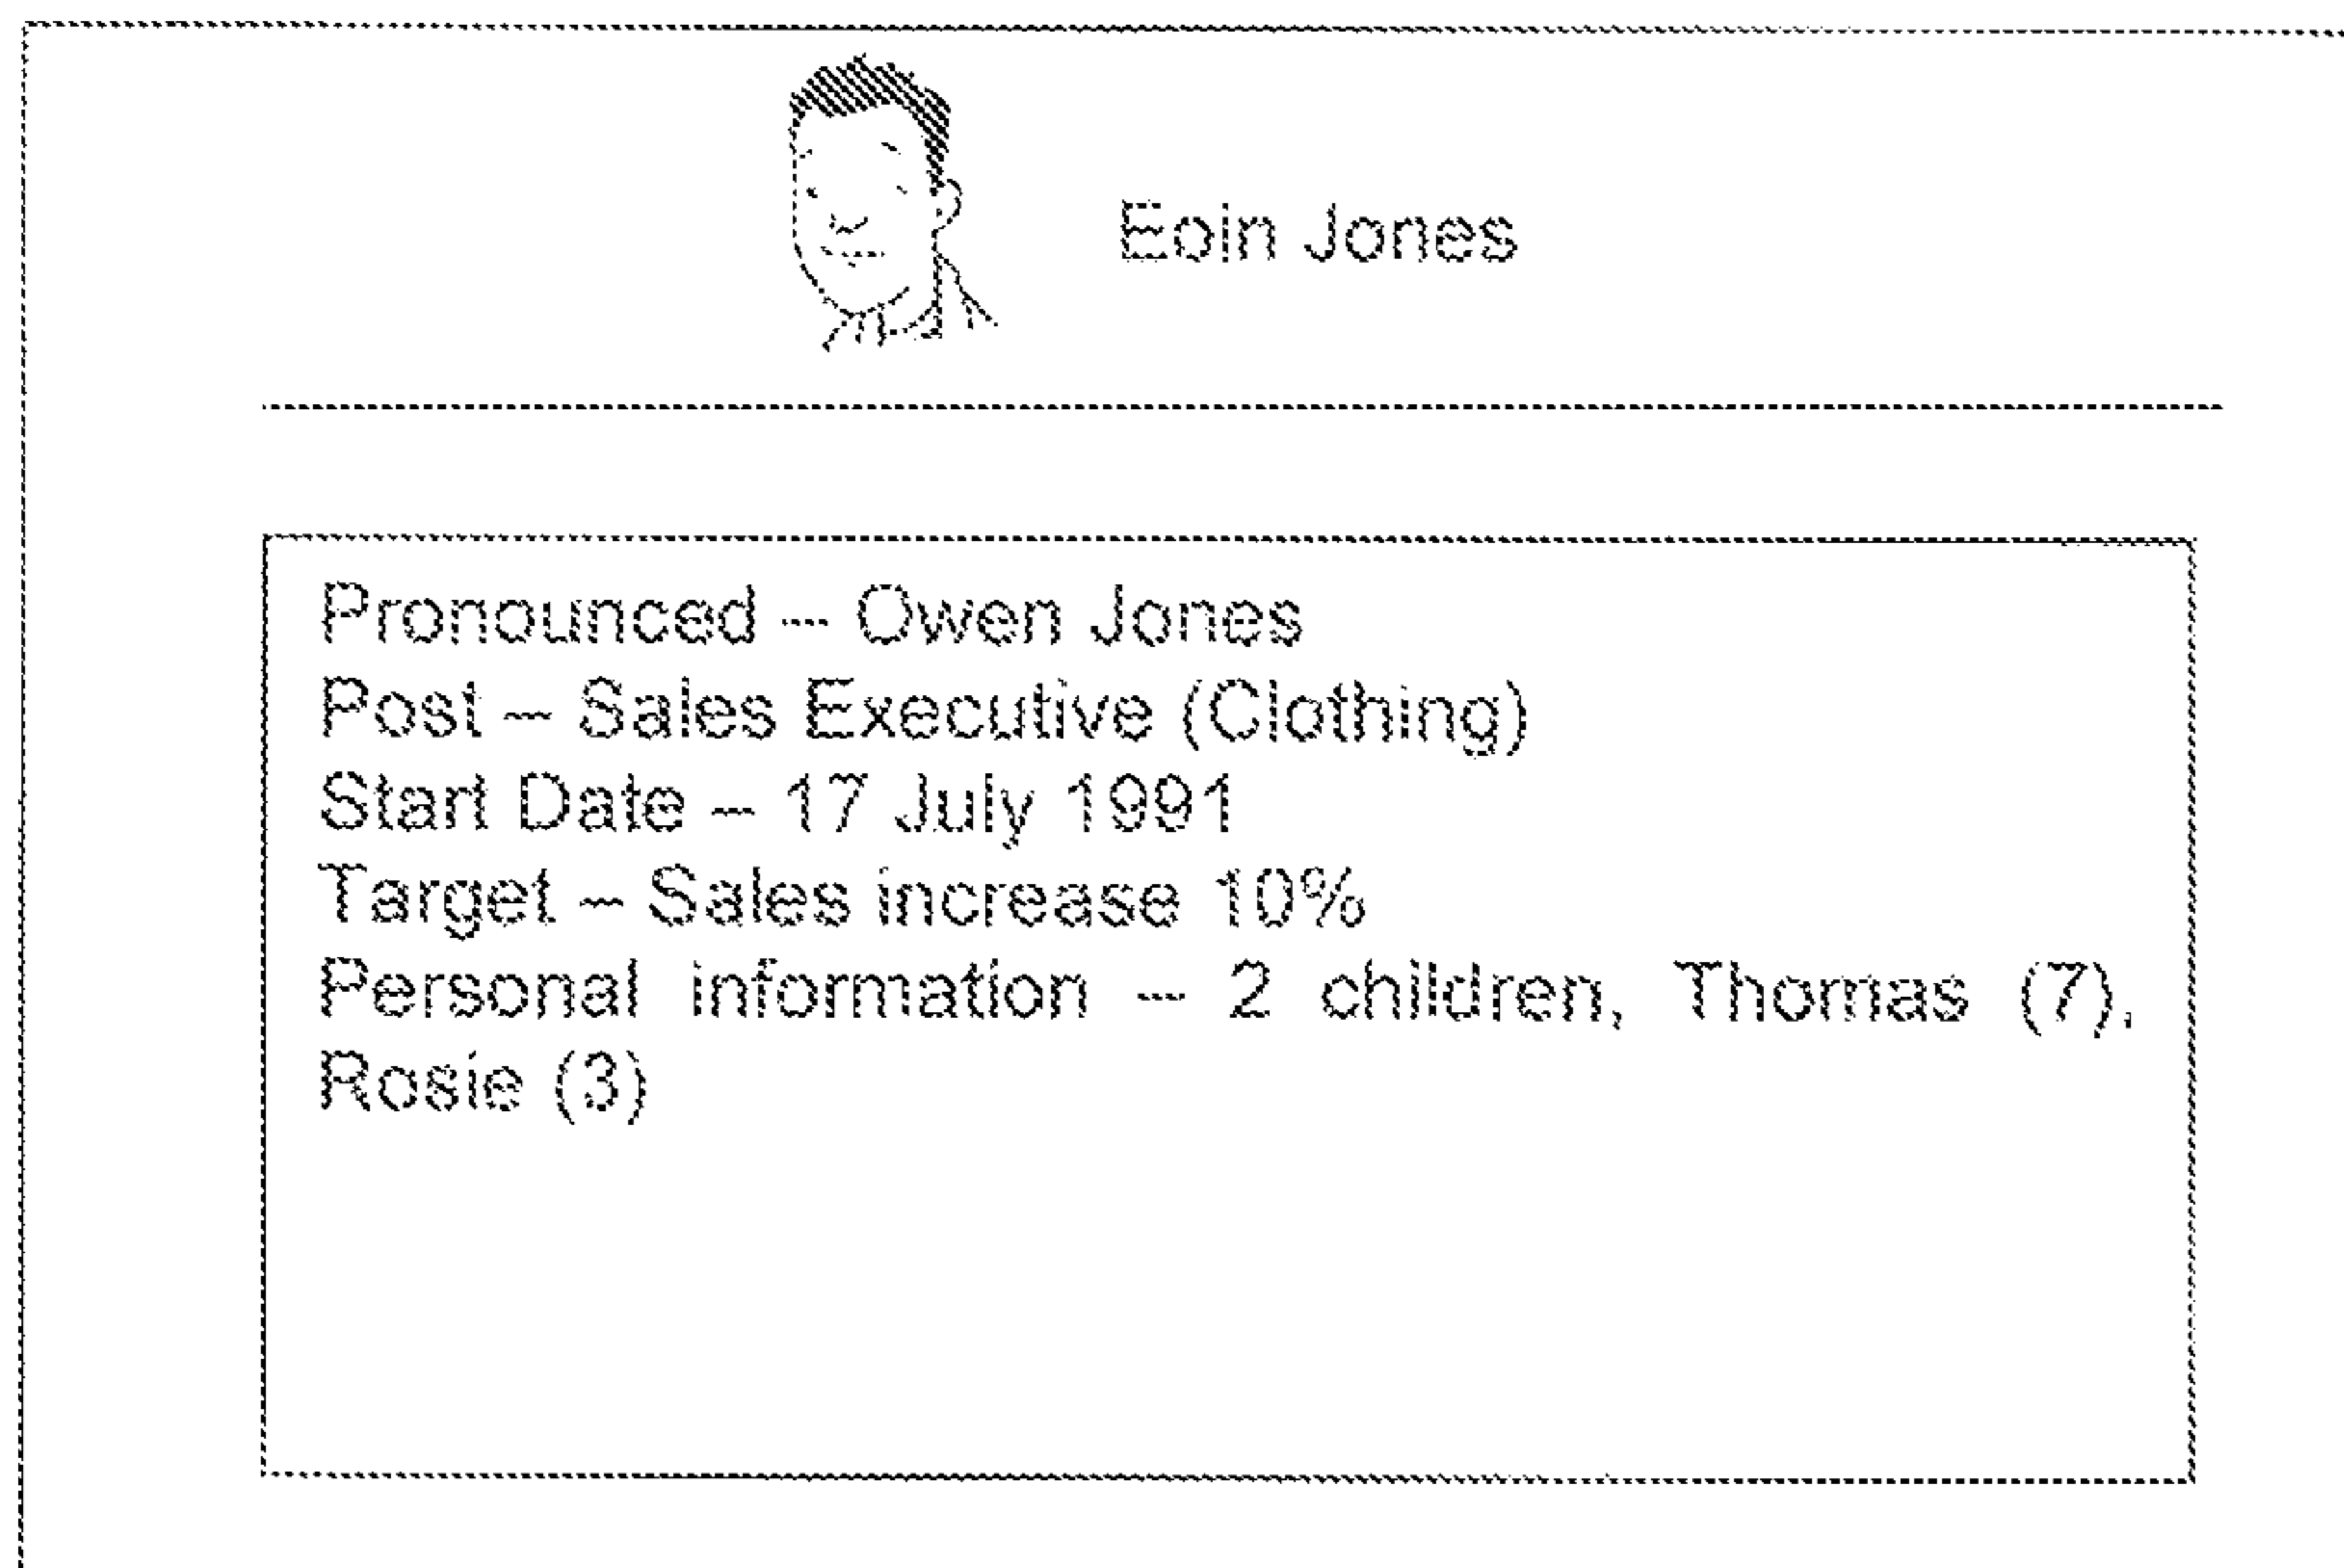 Eoin Jones
Pronounced – Owen Jones
Post – Sales Executive (Clothing)
Start Date – 17 July 1991
Target – Sales increase 10%
Personal information – 2 children, Thomas (7),
Rosie (3)